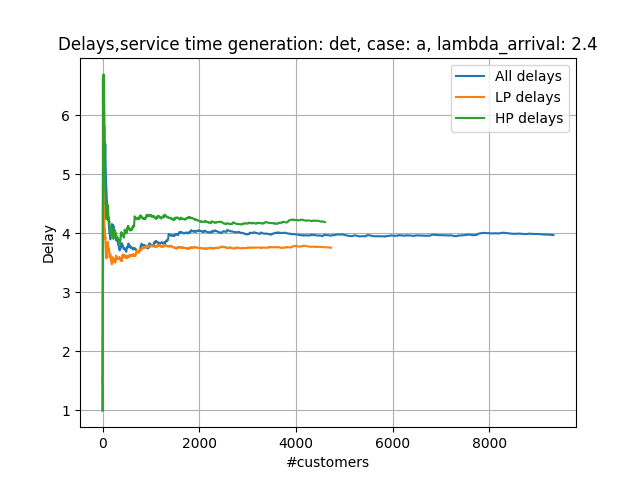 Delays,service time generation: det, case: a, lambda_arrival: 2.4
All delays
LP delays
HP delays
Delay
6
5
4
3
2
1
0
2000
4000
6000
8000
#customers